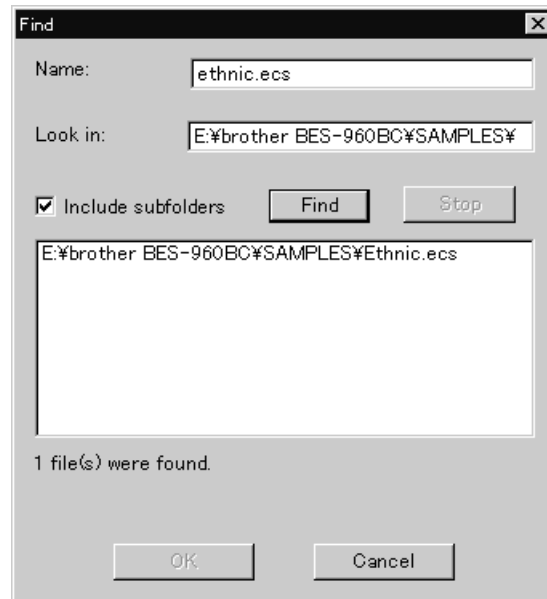 Find
Name: ethnic.ecs
Look in: E:¥brother BES-960BC¥SAMPLES¥
Include subfolders Find Stop
E:¥brother BES-960BC¥SAMPLES¥Ethnic.ecs
1 file(s) were found.
OK Cancel